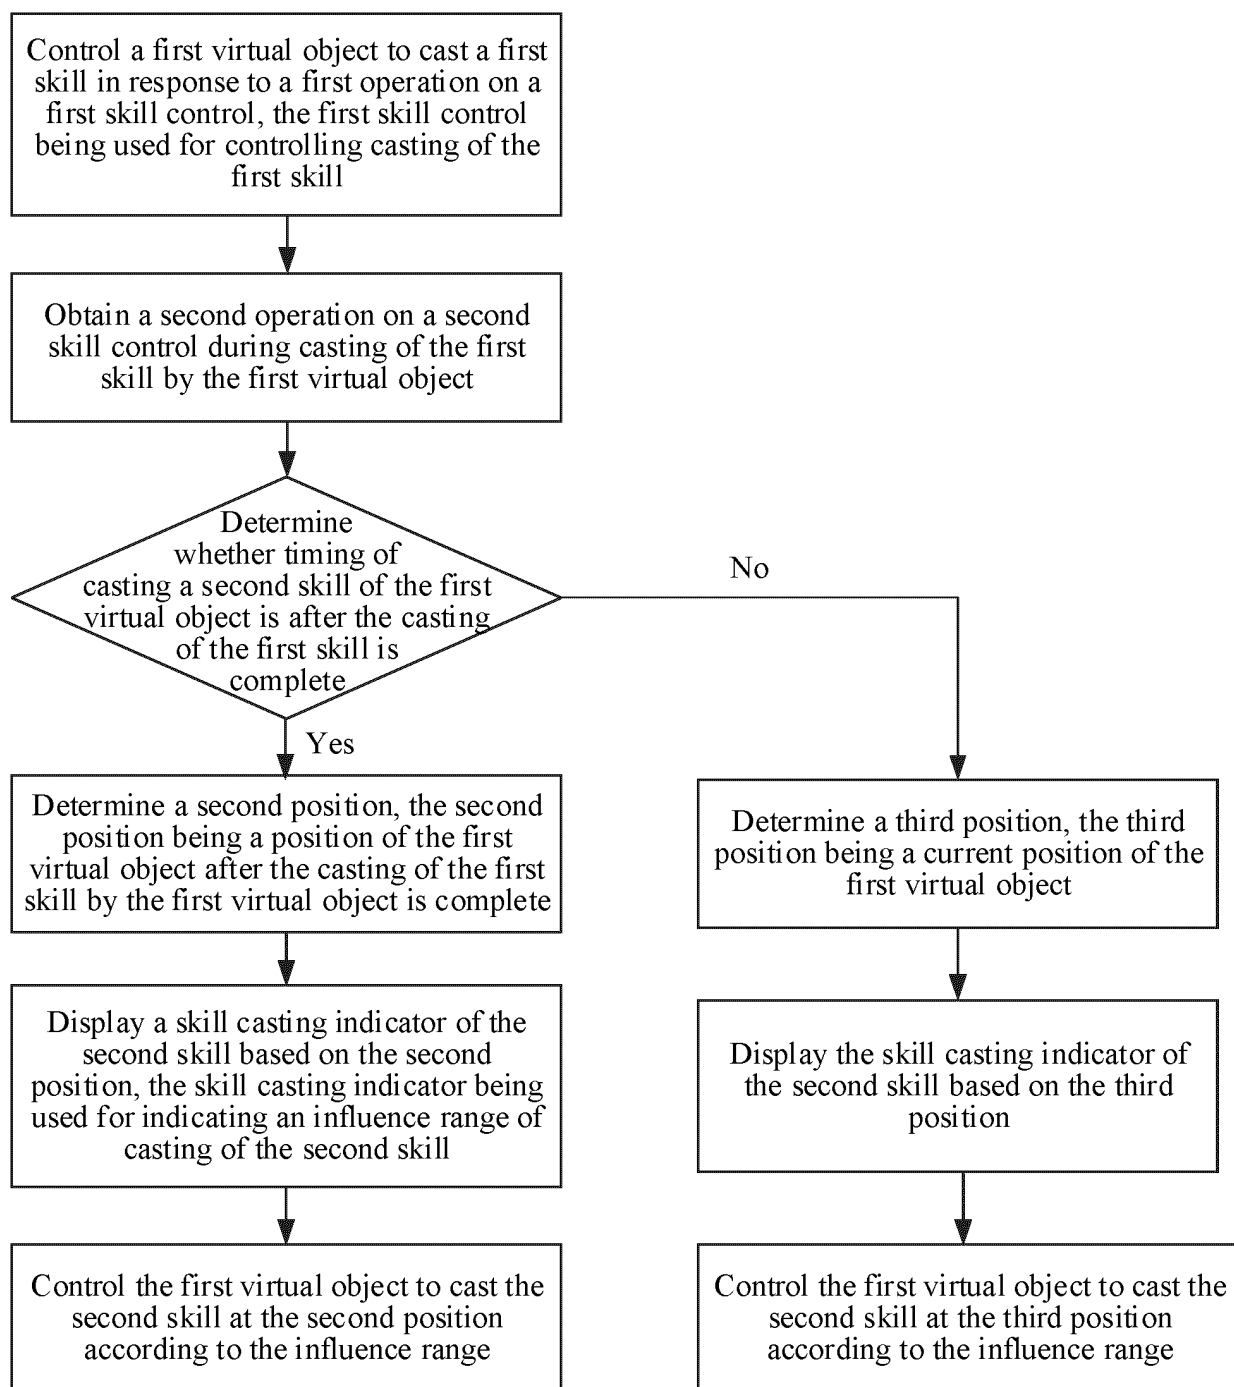 Control a first virtual object to cast a first
skill in response to a first operation on a
first skill control, the first skill control
being used for controlling casting of the
first skill
Obtain a second operation on a second
skill control during casting of the first
skill by the first virtual object
Determine
whether timing of
casting a second skill of the first
virtual object is after the casting
of the first skill is
complete
No
Yes
Determine a second position, the second
position being a position of the first
virtual object after the casting of the first
skill by the first virtual object is complete
Display a skill casting indicator of the
second skill based on the second
position, the skill casting indicator being
used for indicating an influence range of
casting of the second skill
Control the first virtual object to cast the
second skill at the second position
according to the influence range
Determine a third position, the third
position being a current position of the
first virtual object
Display the skill casting indicator of
the second skill based on the third
position
Control the first virtual object to cast the
second skill at the third position
according to the influence range